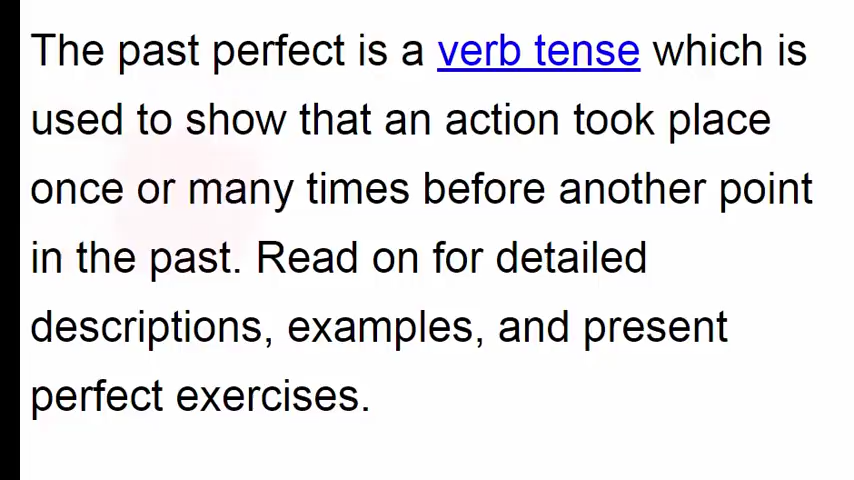 The past perfect is a verb tense which is
used to show that an action took place
once or many times before another point
in the past. Read on for detailed
descriptions, examples, and present
perfect exercises.